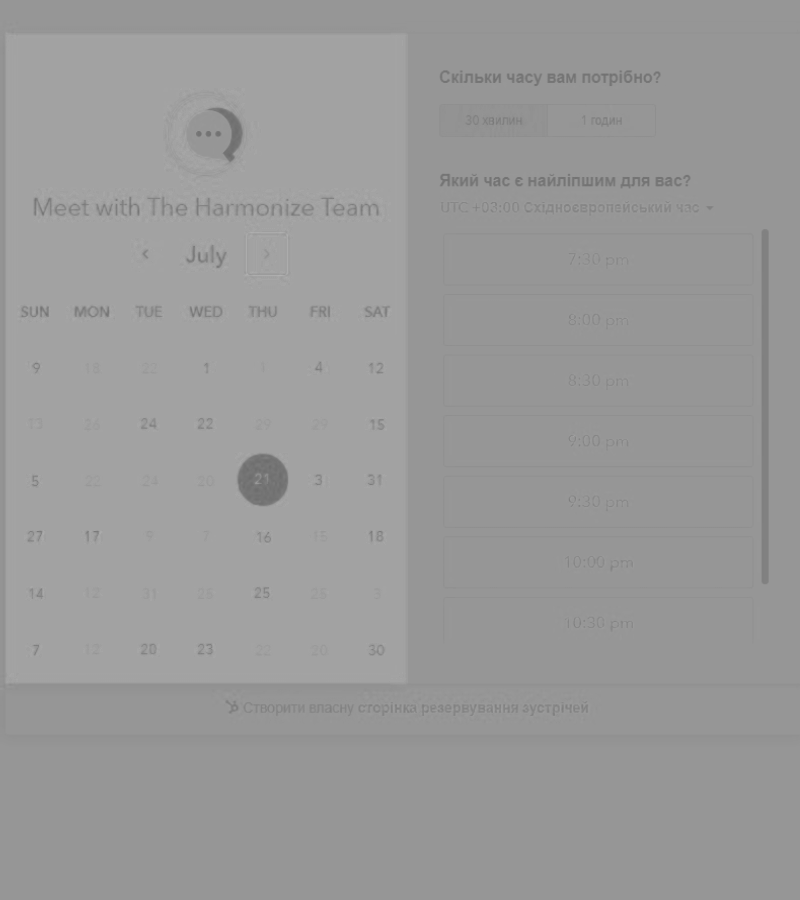 Meet with The Harmonize Team
July
SUN MON TUE WED THU FRI SAT
9 18 22 1 1 4 12
13 26 24 22 29 29 15
5 22 24 20 21 3 31
27 17 9 7 16 15 18
14 12 31 25 25 23 3
7 12 20 23 22 20 30
Скільки часу вам потрібно?
30 хвилин 1 годин
Який час є найліпшим для вас?
UTC +03:00 Східноєвропейський час
7:30 pm
8:00 pm
8:30 pm
9:00 pm
9:30 pm
10:00 pm
10:30 pm
Створити власну сторінка резервування зустрічей